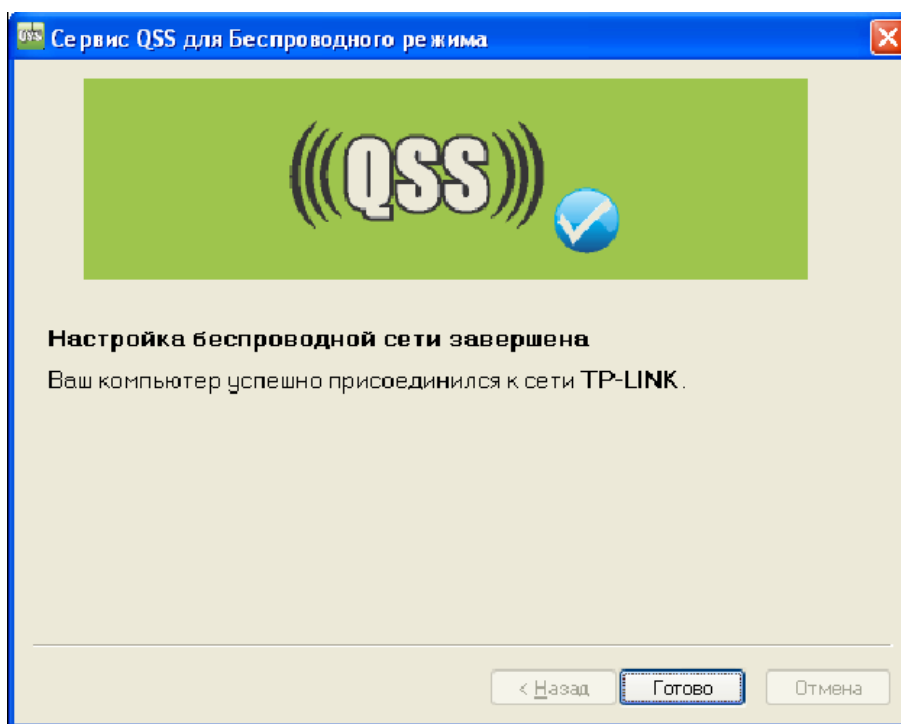 Сервис QSS для Беспроводного режима
(((QSS)))
Настройка беспроводной сети завершена
Ваш компьютер успешно присоединился к сети TP-LINK.
< Назад Готово Отмена